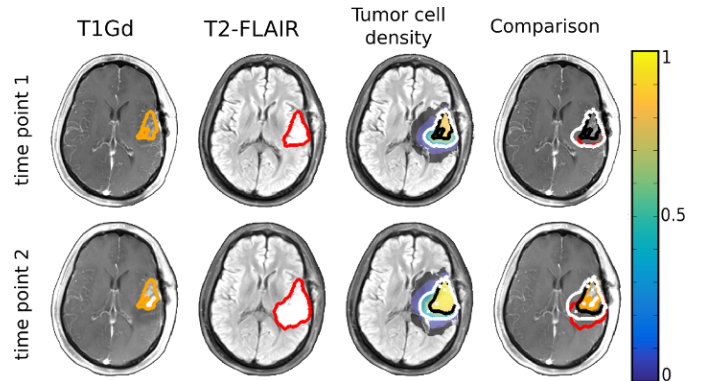 T1Gd
T2-FLAIR
Tumor cell
density
Comparison
time point 1
time point 2
1
0.5
0